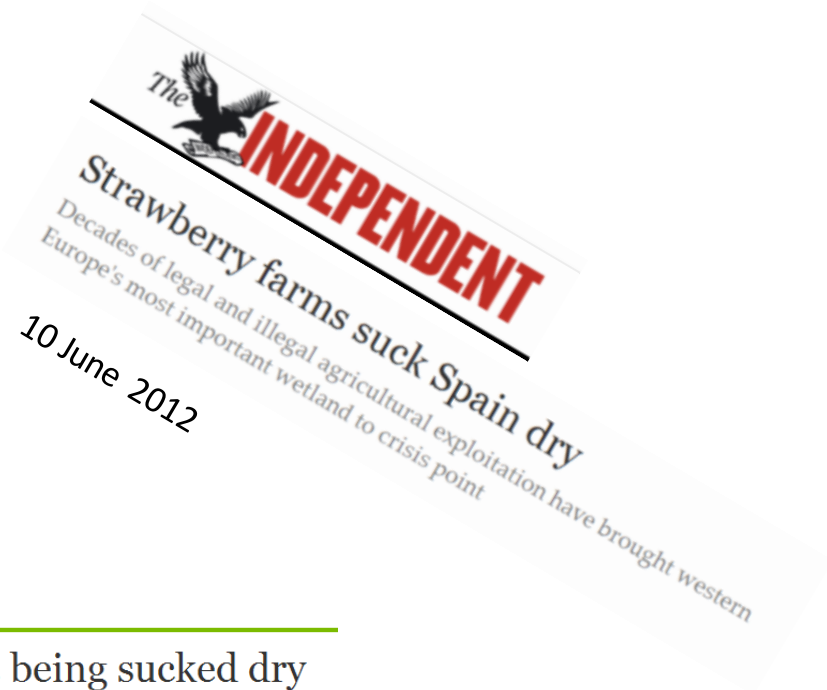 The INDEPENDENT
Strawberry farms suck Spain dry
Decades of legal and illegal agricultural exploitation have brought western
Europe's most important wetland to crisis point
10 June 2012
being sucked dry